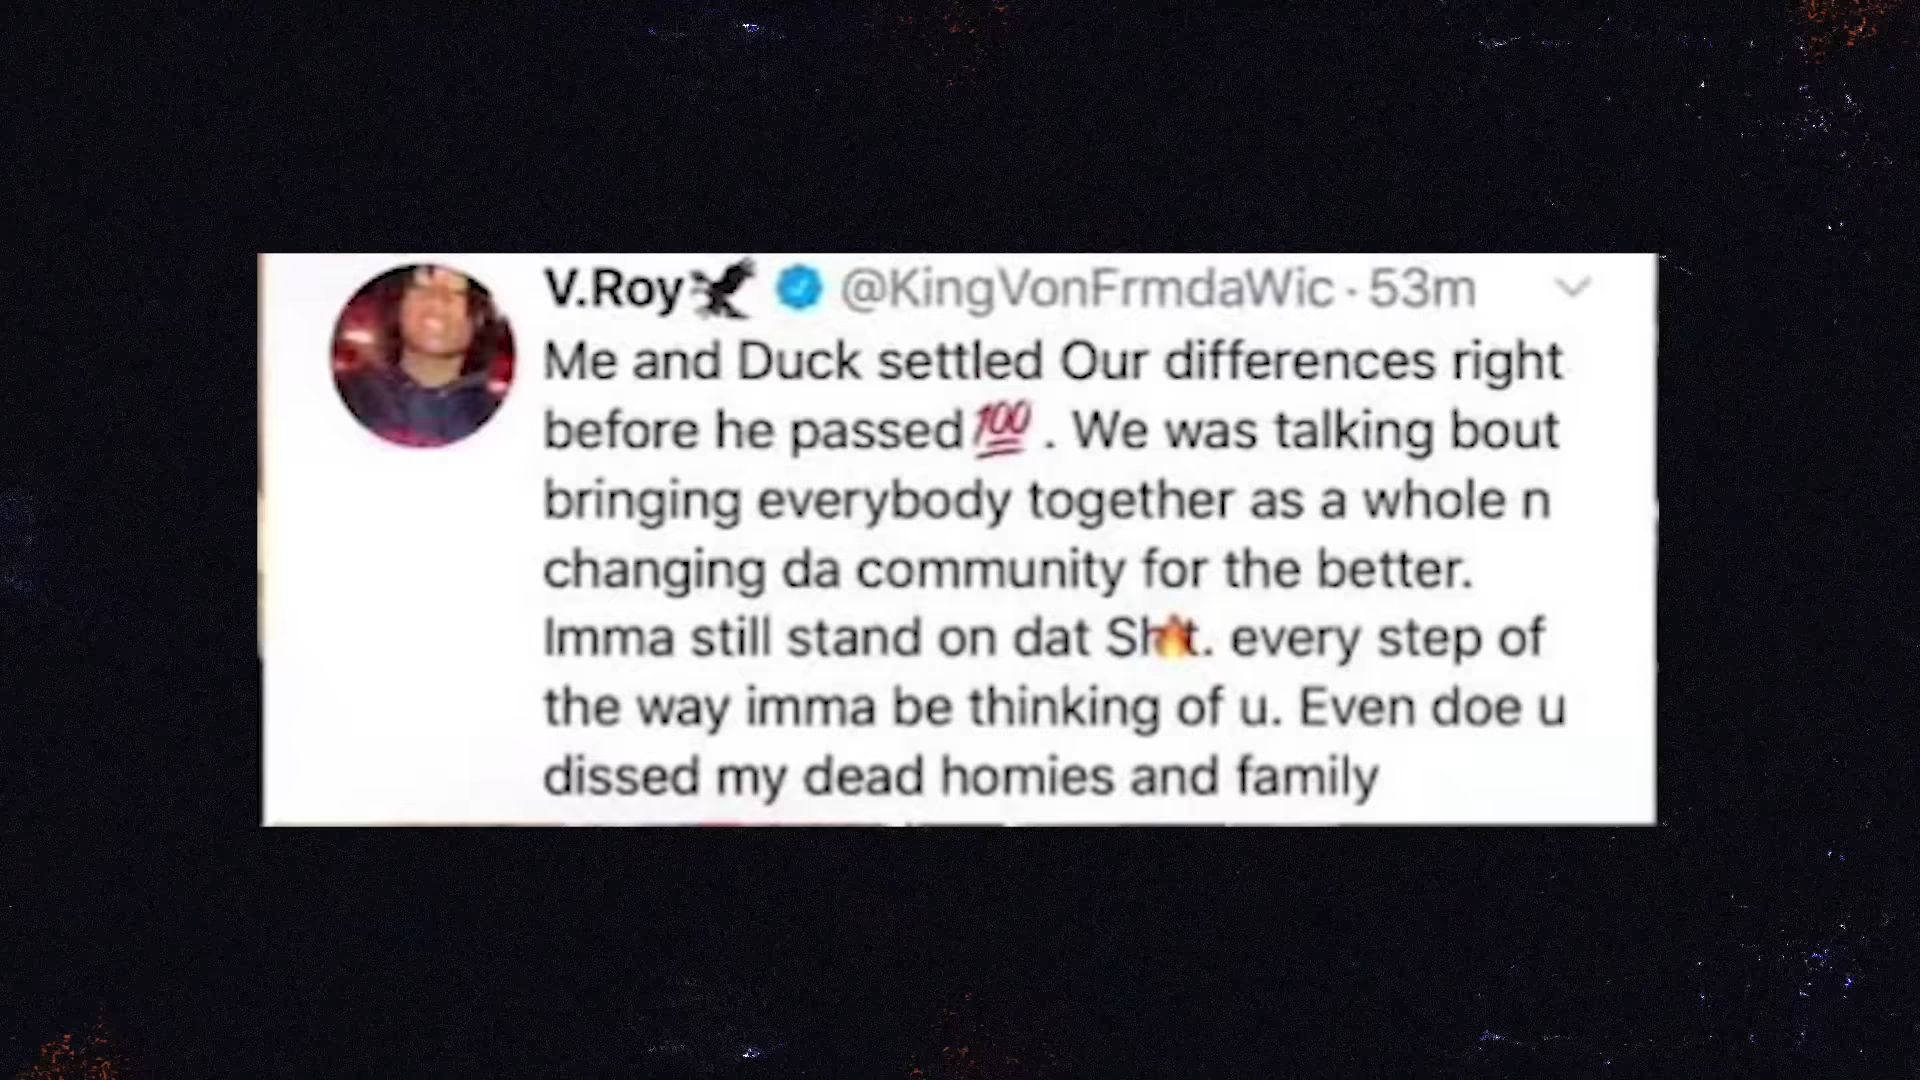 V.Roy @KingVonFrmdaWic · 53m
Me and Duck settled Our differences right
before he passed💯 . We was talking bout
bringing everybody together as a whole n
changing da community for the better.
Imma still stand on dat Sh🔥t. every step of
the way imma be thinking of u. Even doe u
dissed my dead homies and family